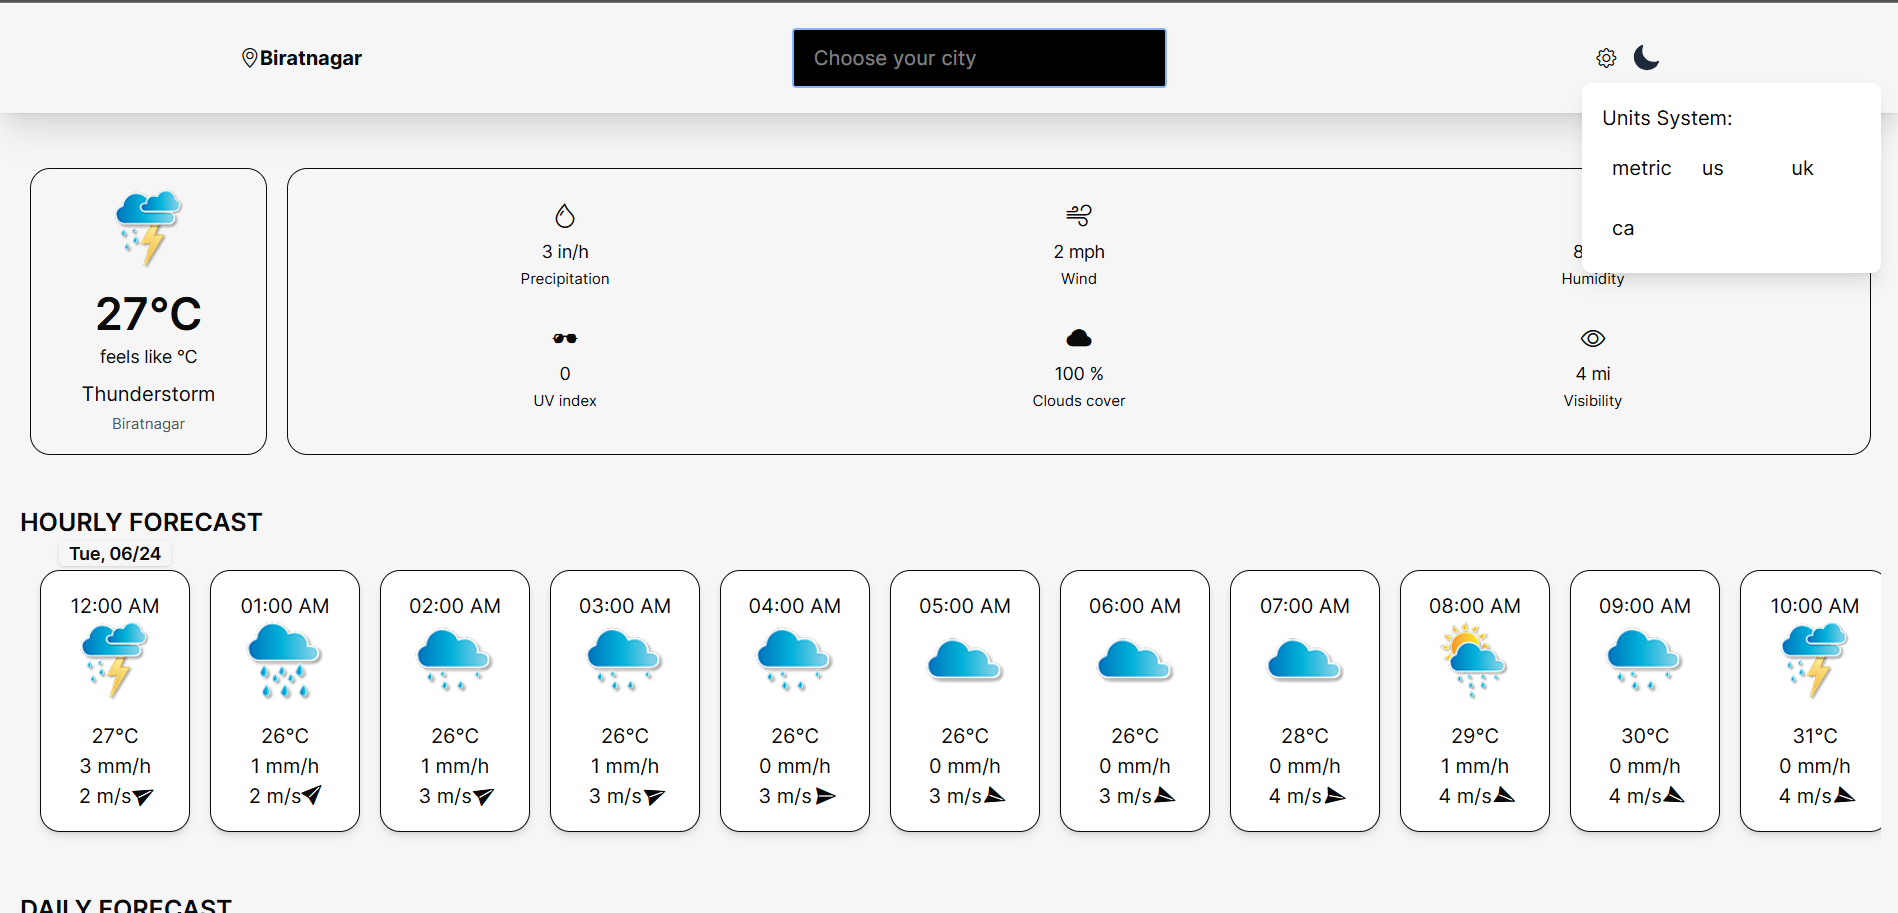 Biratnagar
Choose your city
Units System:
metric us uk
ca
27°C
feels like °C
Thunderstorm
Biratnagar
3 in/h
Precipitation
2 mph
Wind
8
Humidity
0
UV index
100 %
Clouds cover
4 mi
Visibility
HOURLY FORECAST
Tue, 06/24
12:00 AM 01:00 AM 02:00 AM 03:00 AM 04:00 AM 05:00 AM 06:00 AM 07:00 AM 08:00 AM 09:00 AM 10:00 AM
27°C 26°C 26°C 26°C 26°C 26°C 26°C 28°C 29°C 30°C 31°C
3 mm/h 1 mm/h 1 mm/h 1 mm/h 0 mm/h 0 mm/h 0 mm/h 0 mm/h 1 mm/h 0 mm/h 0 mm/h
2 m/s 2 m/s 3 m/s 3 m/s 3 m/s 3 m/s 3 m/s 4 m/s 4 m/s 4 m/s 4 m/s
DAILY FORECAST